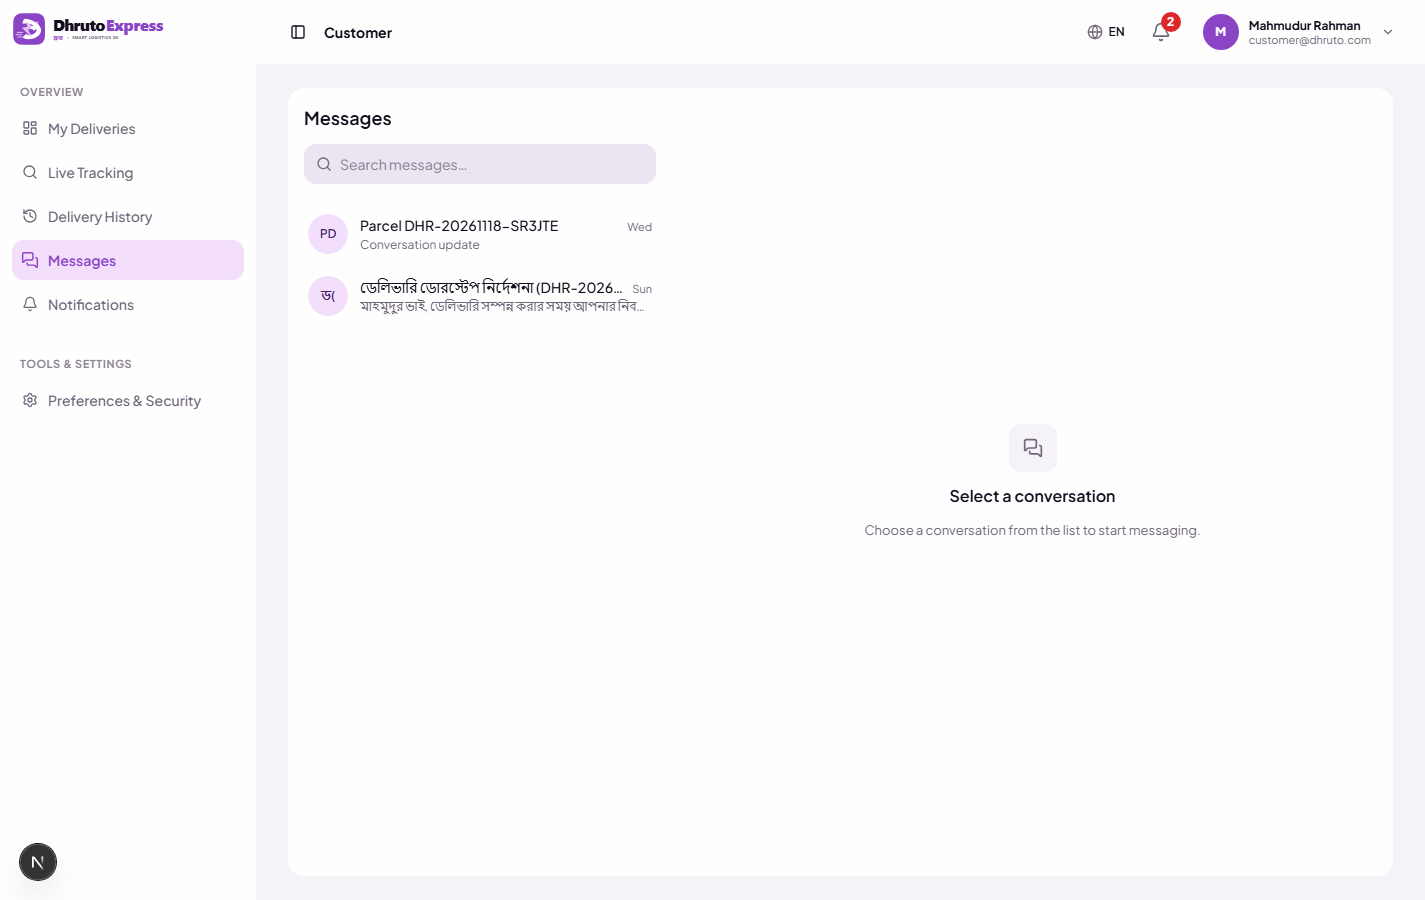 DhrutoExpress
SMART LOGISTICS OS
Customer
EN
2
M
Mahmudur Rahman
customer@dhruto.com
OVERVIEW
My Deliveries
Live Tracking
Delivery History
Messages
Notifications
TOOLS & SETTINGS
Preferences & Security
Messages
Search messages...
PD
Parcel DHR-20261118-SR3JTE
Wed
Conversation update
ড(
ডেলিভারি ডোরস্টেপ নির্দেশনা (DHR-2026...
Sun
মাহমুদুর ভাই, ডেলিভারি সম্পন্ন করার সময় আপনার নিব...
Select a conversation
Choose a conversation from the list to start messaging.
N